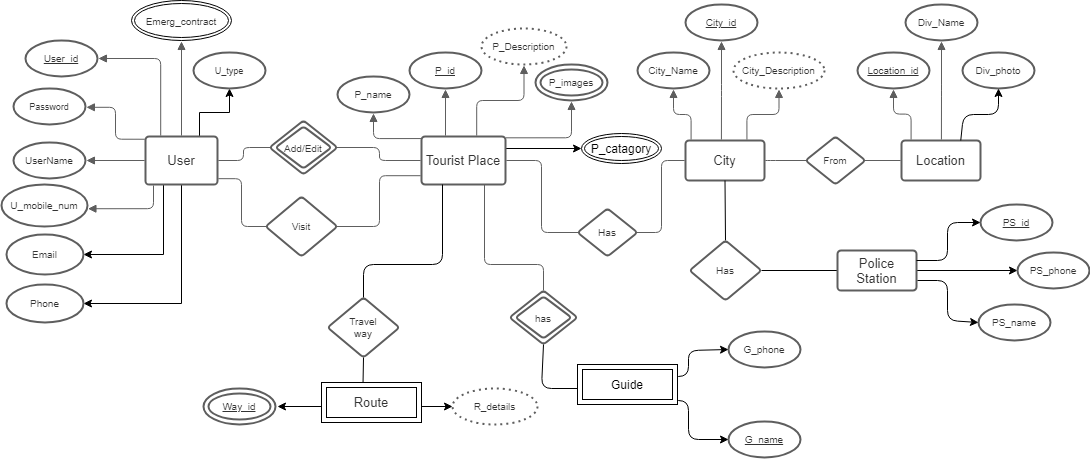 Emerg_contract
City_id
Div_Name
User_id
U_type
P_Description
P_id
P_images
P_name
City_Name
City_Description
Location_id
Div_photo
Password
UserName
User
Add/Edit
Tourist Place
P_catagory
City
From
Location
U_mobile_num
Visit
Has
Email
Phone
Has
Police
Station
PS_id
PS_phone
PS_name
Travel
way
has
G_phone
Way_id
Route
R_details
Guide
G_name